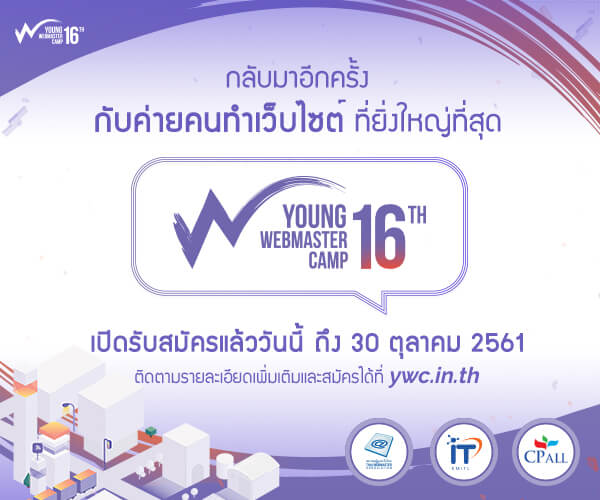 YOUNG
WEBMASTER
CAMP
16TH
กลับมาอีกครั้ง
กับค่ายคนทำเว็บไซต์ ที่ยิ่งใหญ่ที่สุด
YOUNG
WEBMASTER
CAMP
16TH
เปิดรับสมัครแล้ววันนี้ ถึง 30 ตุลาคม 2561
ติดตามรายละเอียดเพิ่มเติมและสมัครได้ที่ ywc.in.th
THAI WEBMASTER
ASSOCIATION
iT
KMITL
CPALL